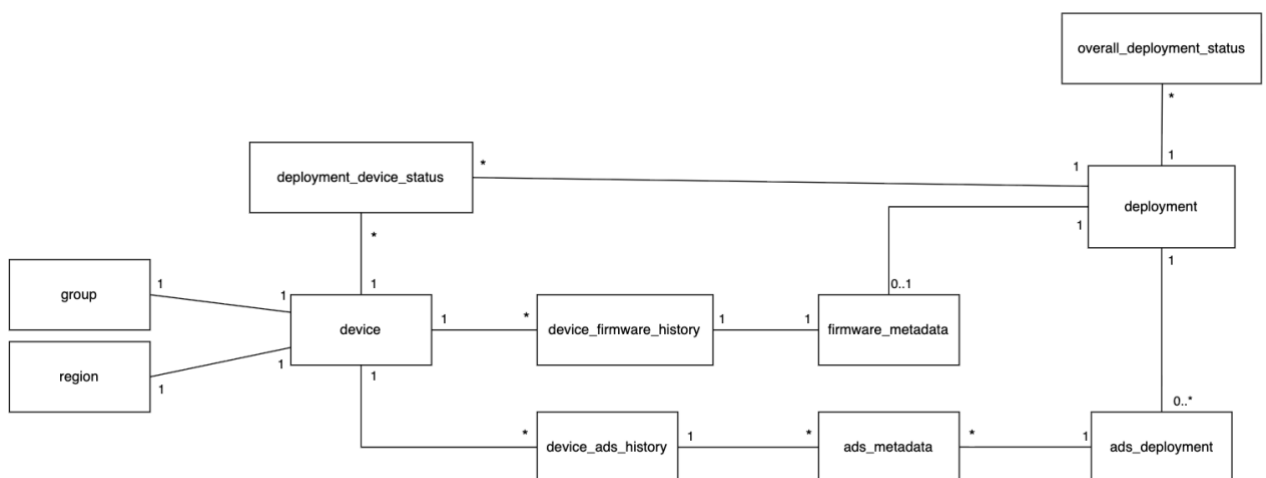 overall_deployment_status
*
1
deployment_device_status
*
1
deployment
*
1
1
group
1
1
1
0..1
device
1
*
device_firmware_history
1
1
firmware_metadata
region
1
1
1
0..*
*
device_ads_history
1
*
ads_metadata
*
1
ads_deployment